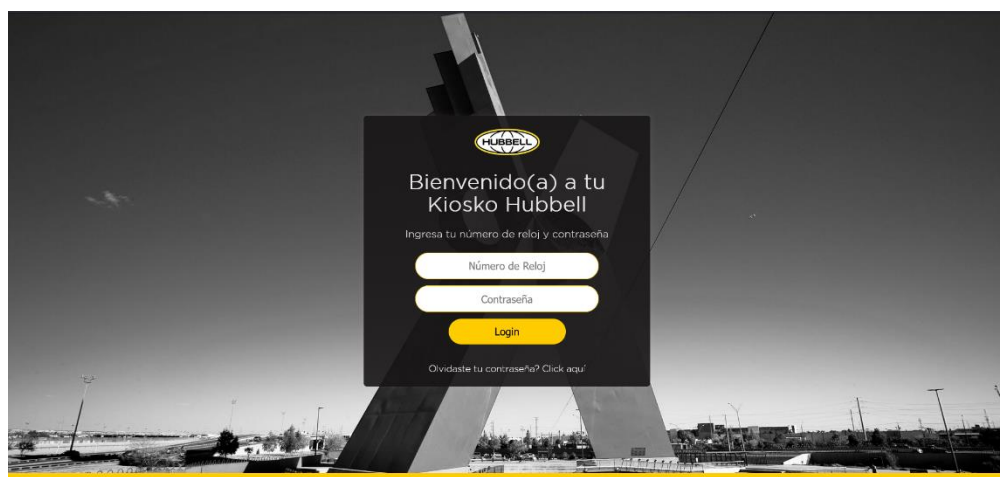 HUBBELL
Bienvenido(a) a tu
Kiosko Hubbell
Ingresa tu número de reloj y contraseña
Número de Reloj
Contraseña
Login
Olvidaste tu contraseña? Click aquí